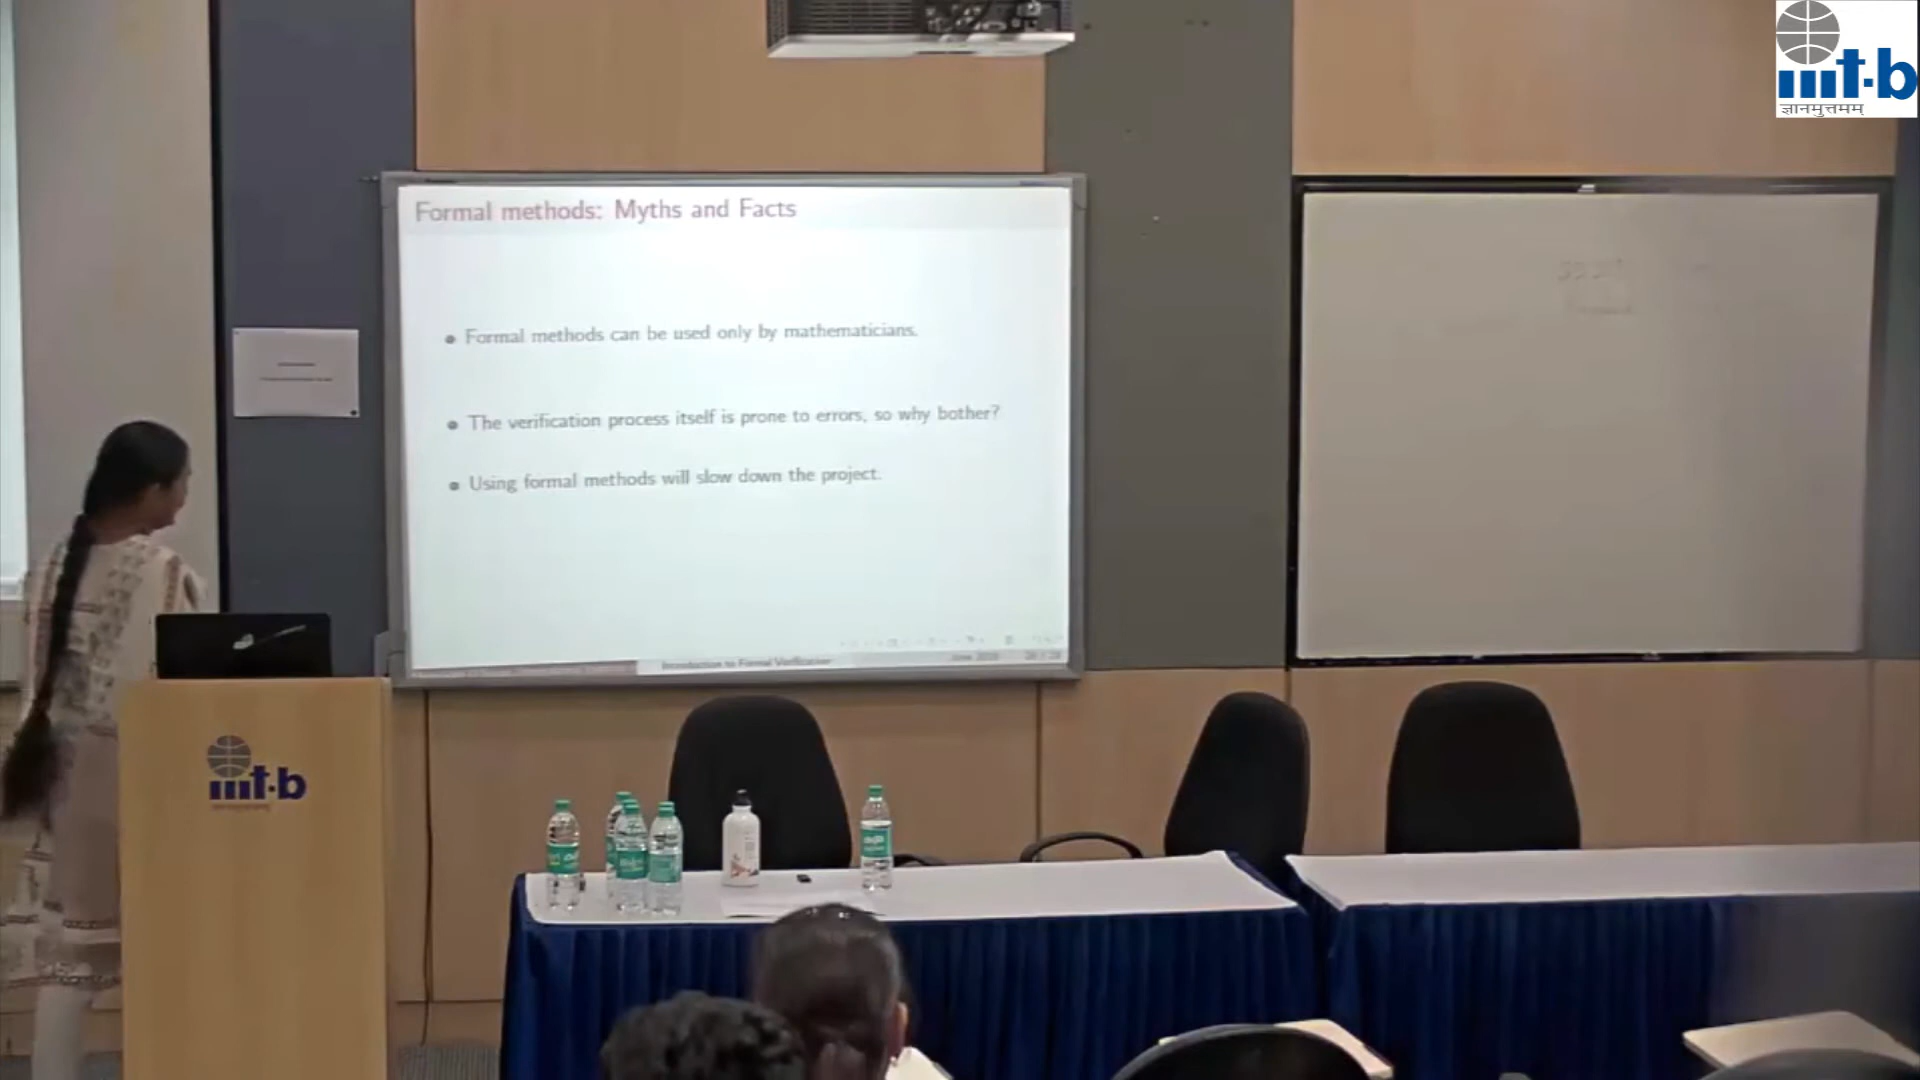 iiit-b
ज्ञानमुत्तमम्
Formal methods: Myths and Facts
Formal methods can be used only by mathematicians.
The verification process itself is prone to errors, so why bother?
Using formal methods will slow down the project.
Introduction to Formal Verification
iiit-b